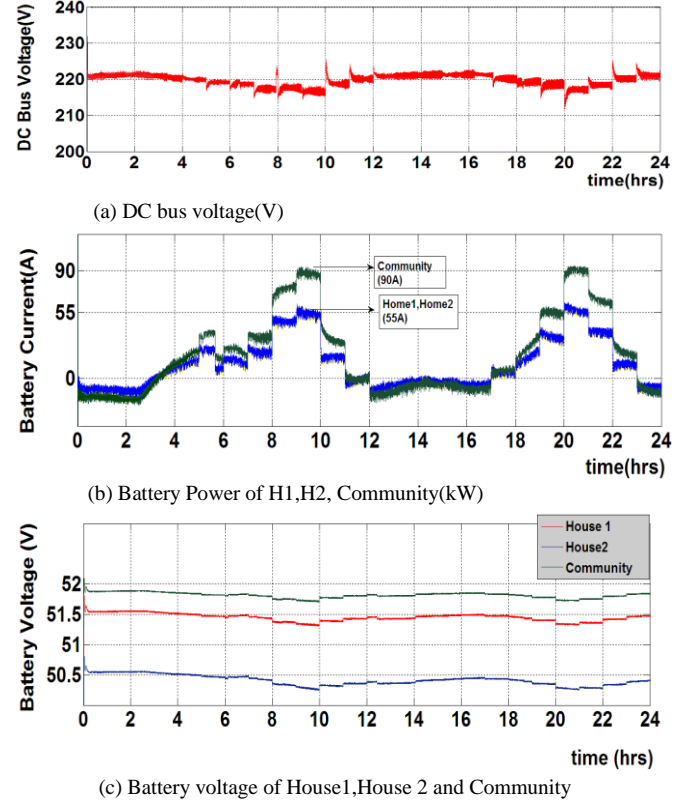 240
230
220
210
200
DC Bus Voltage(V)
0 2 4 6 8 10 12 14 16 18 20 22 24
time(hrs)
(a) DC bus voltage(V)
90
55
0
Battery Current(A)
Community
(90A)
Home1,Home2
(55A)
0 2 4 6 8 10 12 14 16 18 20 22 24
time(hrs)
(b) Battery Power of H1,H2, Community(kW)
House 1
House2
Community
52
51.5
51
50.5
Battery Voltage (V)
0 2 4 6 8 10 12 14 16 18 20 22 24
time (hrs)
(c) Battery voltage of House1,House 2 and Community